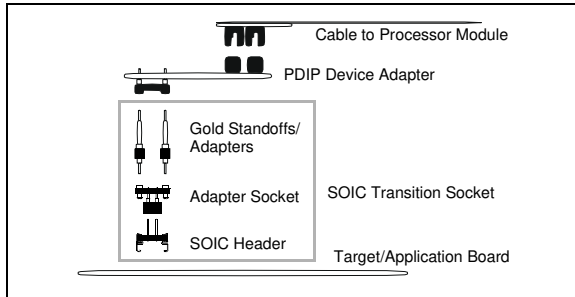 Cable to Processor Module
PDIP Device Adapter
Gold Standoffs/
Adapters
Adapter Socket
SOIC Transition Socket
SOIC Header
Target/Application Board